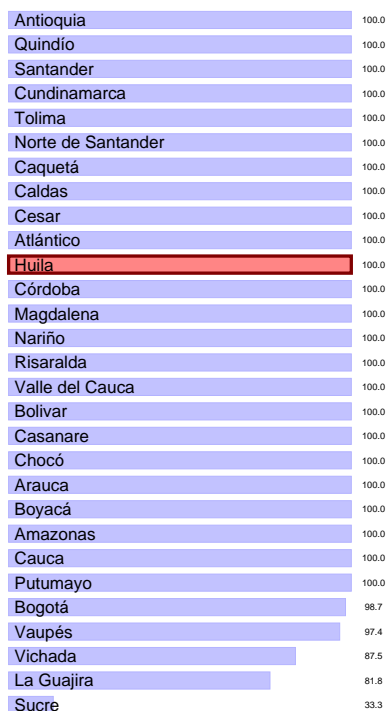 Antioquia 100.0
Quindío 100.0
Santander 100.0
Cundinamarca 100.0
Tolima 100.0
Norte de Santander 100.0
Caquetá 100.0
Caldas 100.0
Cesar 100.0
Atlántico 100.0
Huila 100.0
Córdoba 100.0
Magdalena 100.0
Nariño 100.0
Risaralda 100.0
Valle del Cauca 100.0
Bolivar 100.0
Casanare 100.0
Chocó 100.0
Arauca 100.0
Boyacá 100.0
Amazonas 100.0
Cauca 100.0
Putumayo 100.0
Bogotá 98.7
Vaupés 97.4
Vichada 87.5
La Guajira 81.8
Sucre 33.3